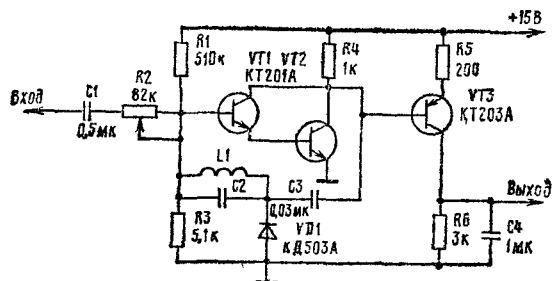 +15В
R1
510к
R2
82к
C1
0,5мк
Вход
VT1 VT2
КТ201А
R4
1к
R5
200
VT3
КТ203А
L1
C2
C3
0,03мк
R3
5,1к
VD1
КД503А
Выход
R6
3к
C4
1мк